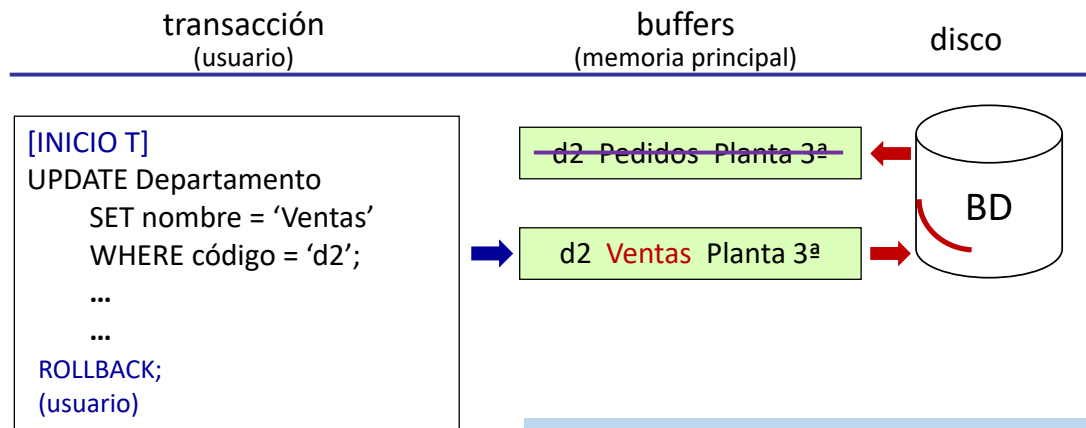 transacción
(usuario)
buffers
(memoria principal)
disco
[INICIO T]
UPDATE Departamento
SET nombre = ‘Ventas’
WHERE código = ‘d2’;
…
…
ROLLBACK;
(usuario)
d2 Pedidos Planta 3ª
d2 Ventas Planta 3ª
BD